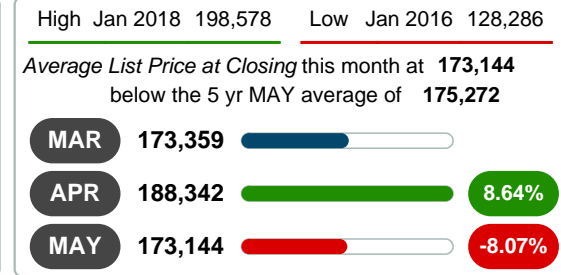 High Jan 2018 198,578 Low Jan 2016 128,286
Average List Price at Closing this month at 173,144
below the 5 yr MAY average of 175,272
MAR 173,359
APR 188,342 8.64%
MAY 173,144 -8.07%